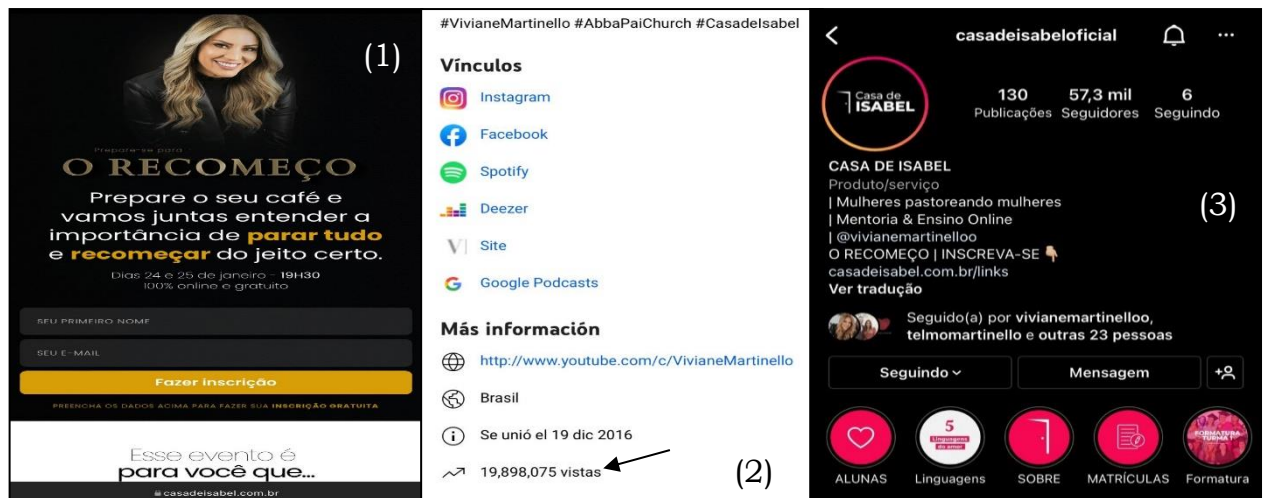 (1)
Prepare-se para
O RECOMEÇO
Prepare o seu café e
vamos juntas entender a
importância de parar tudo
e recomeçar do jeito certo.
Dias 24 e 25 de janeiro - 19H30
100% online e gratuito
SEU PRIMEIRO NOME
SEU E-MAIL
Fazer inscrição
PREENCHA OS DADOS ACIMA PARA FAZER SUA INSCRIÇÃO GRATUITA
Esse evento é
para você que...
casadeisabel.com.br
#VivianeMartinello #AbbaPaiChurch #CasadeIsabel
Vínculos
Instagram
Facebook
Spotify
Deezer
Site
Google Podcasts
Más información
http://www.youtube.com/c/VivianeMartinello
Brasil
Se unió el 19 dic 2016
19,898,075 vistas
(2)
casadeisabeloficial
Casa de
ISABEL
130 57,3 mil 6
Publicações Seguidores Seguindo
CASA DE ISABEL
Produto/serviço
| Mulheres pastoreando mulheres
| Mentoria & Ensino Online
| @vivianemartinelloo
O RECOMEÇO | INSCREVA-SE 👇🏼
casadeisabel.com.br/links
Ver tradução
(3)
Seguido(a) por vivianemartinelloo,
telmomartinello e outras 23 pessoas
Seguindo
Mensagem
5
Linguagens
do amor
FORMATURA
TURMA 1
ALUNAS Linguagens SOBRE MATRÍCULAS Formatura